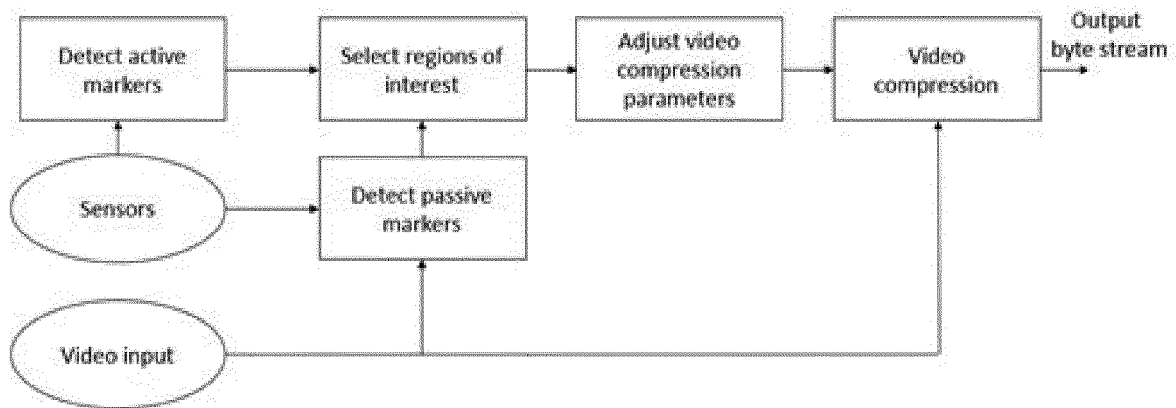 Detect active
markers
Select regions of
interest
Adjust video
compression
parameters
Video
compression
Output
byte stream
Sensors
Detect passive
markers
Video input